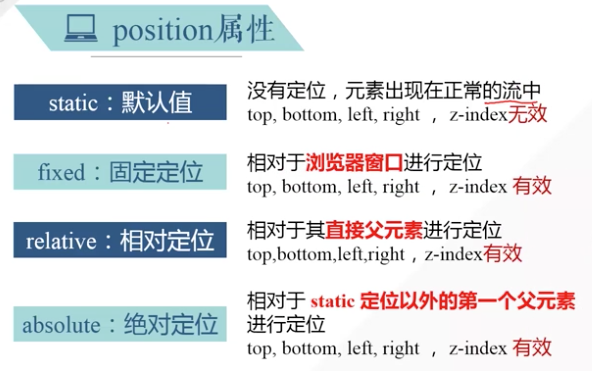 position属性
static：默认值
没有定位，元素出现在正常的流中
top, bottom, left, right ， z-index无效
fixed：固定定位
相对于浏览器窗口进行定位
top, bottom, left, right ， z-index 有效
relative：相对定位
相对于其直接父元素进行定位
top,bottom,left,right，z-index有效
absolute：绝对定位
相对于 static 定位以外的第一个父元素
进行定位
top, bottom, left, right ， z-index 有效